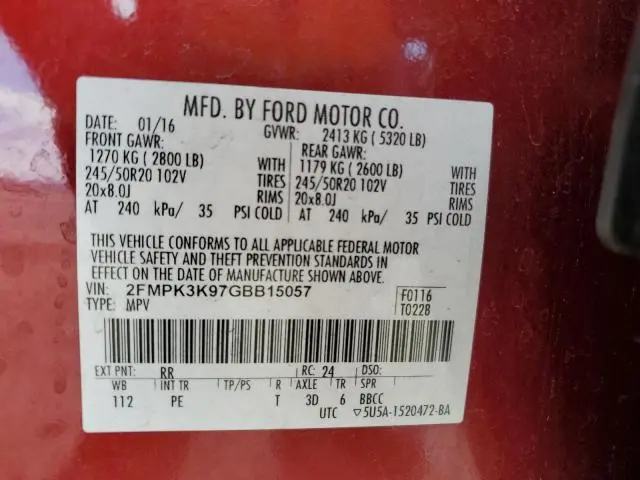 MFD. BY FORD MOTOR CO.
DATE: 01/16 GVWR: 2413 KG ( 5320 LB)
FRONT GAWR: REAR GAWR:
1270 KG ( 2800 LB) WITH 1179 KG ( 2600 LB) WITH
245/50R20 102V TIRES 245/50R20 102V TIRES
20x8.0J RIMS 20x8.0J RIMS
AT 240 kPa/ 35 PSI COLD AT 240 kPa/ 35 PSI COLD
THIS VEHICLE CONFORMS TO ALL APPLICABLE FEDERAL MOTOR
VEHICLE SAFETY AND THEFT PREVENTION STANDARDS IN
EFFECT ON THE DATE OF MANUFACTURE SHOWN ABOVE.
VIN: 2FMPK3K97GBB15057 F0116
TYPE: MPV T0228
EXT PNT: RR RC: 24 DSO:
WB INT TR TP/PS R AXLE TR SPR
112 PE T 3D 6 BBCC
UTC ▽5U5A-1520472-BA